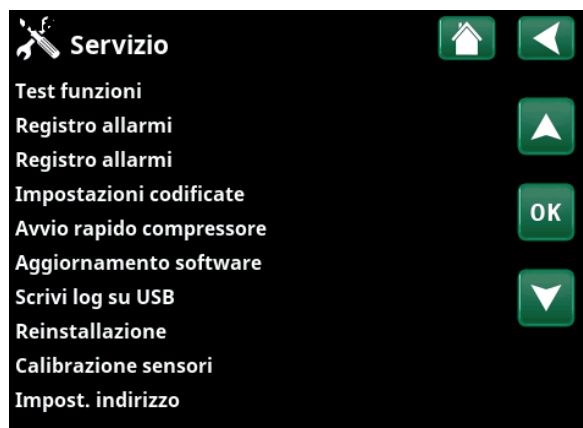 Servizio
Test funzioni
Registro allarmi
Registro allarmi
Impostazioni codificate
Avvio rapido compressore
OK
Aggiornamento software
Scrivi log su USB
Reinstallazione
Calibrazione sensori
Impost. indirizzo